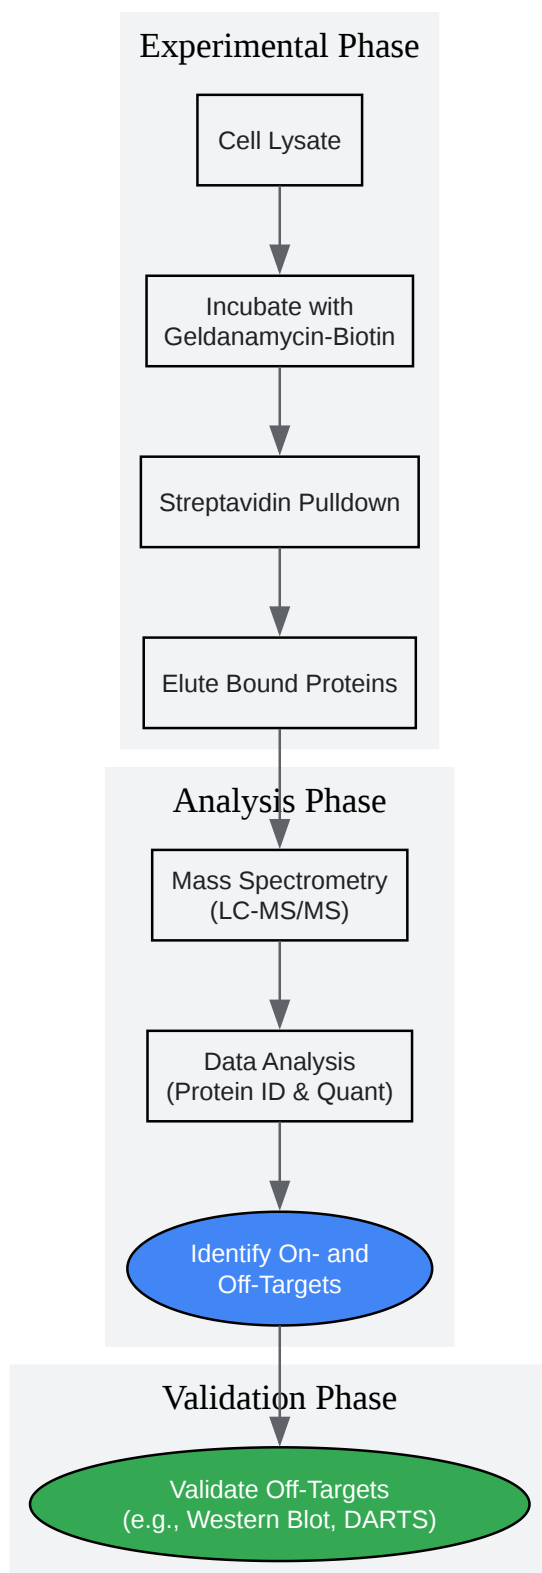 Experimental Phase
Cell Lysate
Incubate with
Geldanamycin-Biotin
Streptavidin Pulldown
Elute Bound Proteins
Analysis Phase
Mass Spectrometry
(LC-MS/MS)
Data Analysis
(Protein ID & Quant)
Identify On- and
Off-Targets
Validation Phase
Validate Off-Targets
(e.g., Western Blot, DARTS)